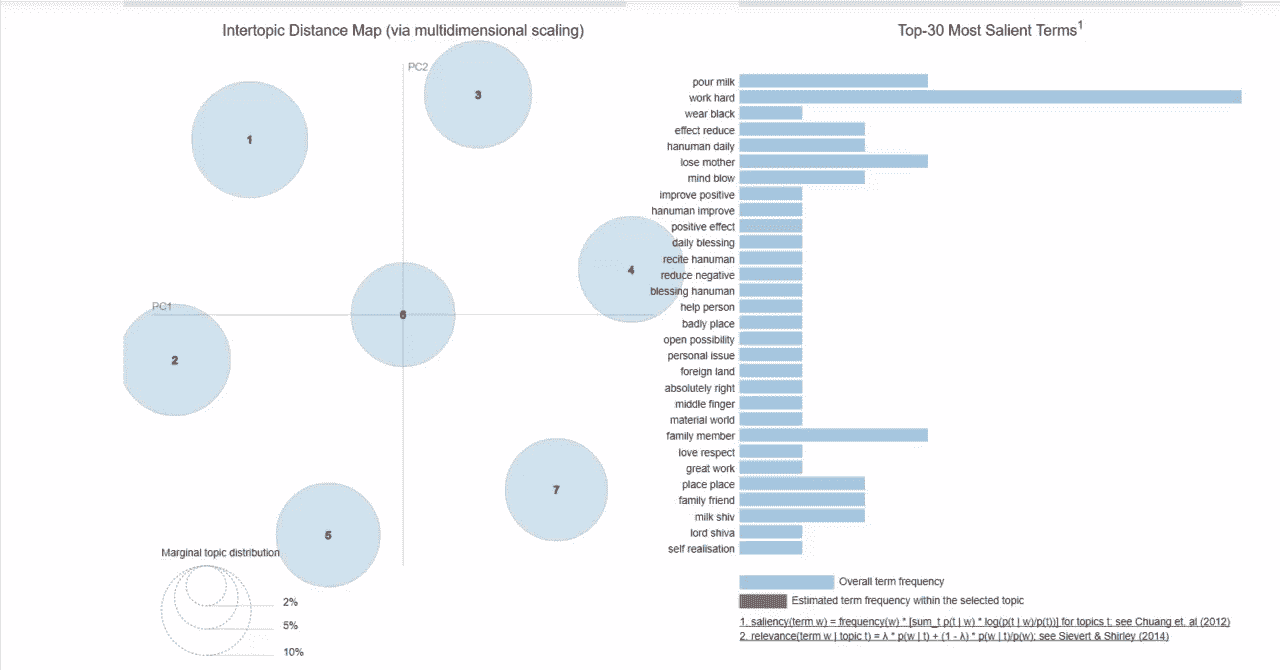 Intertopic Distance Map (via multidimensional scaling)
PC2
PC1
1
2
3
4
5
6
7
Marginal topic distribution
2%
5%
10%
Top-30 Most Salient Terms1
pour milk
work hard
wear black
effect reduce
hanuman daily
lose mother
mind blow
improve positive
hanuman improve
positive effect
daily blessing
recite hanuman
reduce negative
blessing hanuman
help person
badly place
open possibility
personal issue
foreign land
absolutely right
middle finger
material world
family member
love respect
great work
place place
family friend
milk shiv
lord shiva
self realisation
Overall term frequency
Estimated term frequency within the selected topic
1. saliency(term w) = frequency(w) * [sum_t p(t | w) * log(p(t | w)/p(t))] for topics t; see Chuang et. al (2012)
2. relevance(term w | topic t) = λ * p(w | t) + (1 - λ) * p(w | t)/p(w); see Sievert & Shirley (2014)